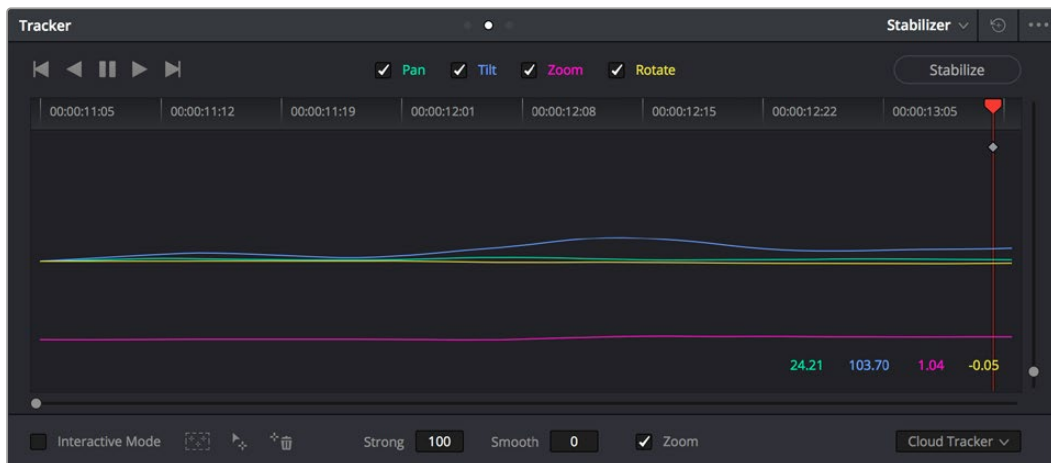 Tracker Stabilizer
Pan Tilt Zoom Rotate Stabilize
00:00:11:05 00:00:11:12 00:00:11:19 00:00:12:01 00:00:12:08 00:00:12:15 00:00:12:22 00:00:13:05
24.21 103.70 1.04 -0.05
Interactive Mode Strong 100 Smooth 0 Zoom Cloud Tracker